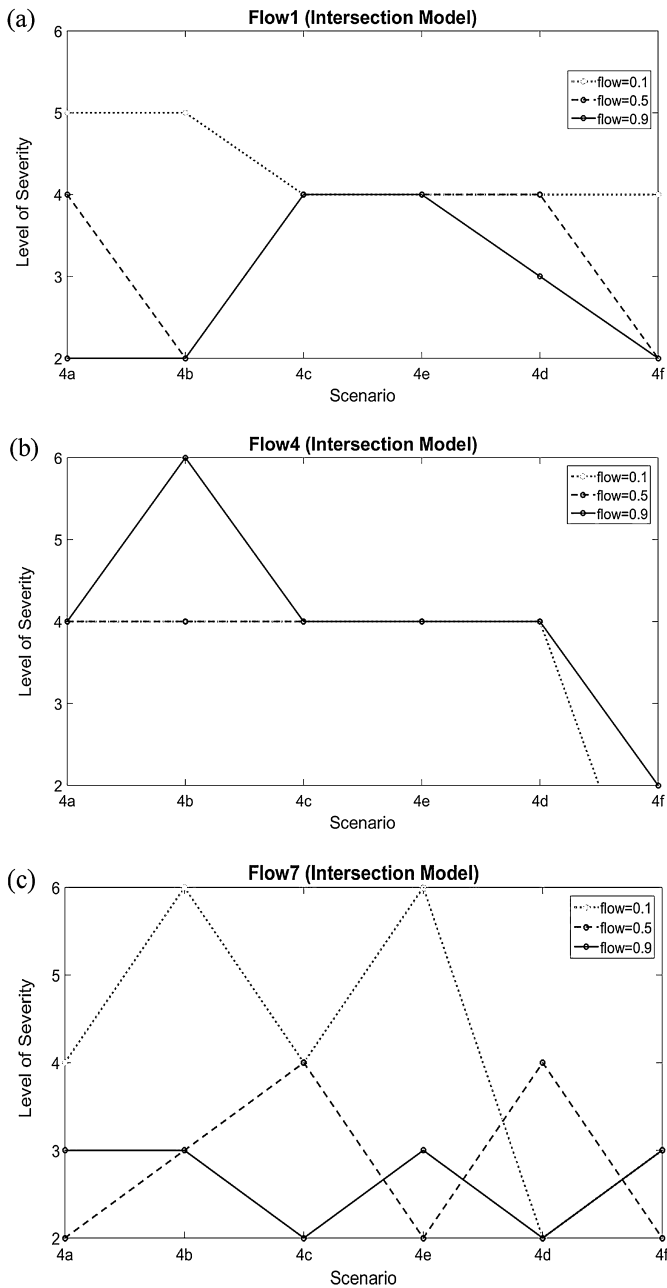 (a)
Flow1 (Intersection Model)
6
5
4
3
2
Level of Severity
flow=0.1
flow=0.5
flow=0.9
4a 4b 4c 4e 4d 4f
Scenario
(b)
Flow4 (Intersection Model)
6
5
4
3
2
Level of Severity
flow=0.1
flow=0.5
flow=0.9
4a 4b 4c 4e 4d 4f
Scenario
(c)
Flow7 (Intersection Model)
6
5
4
3
2
Level of Severity
flow=0.1
flow=0.5
flow=0.9
4a 4b 4c 4e 4d 4f
Scenario